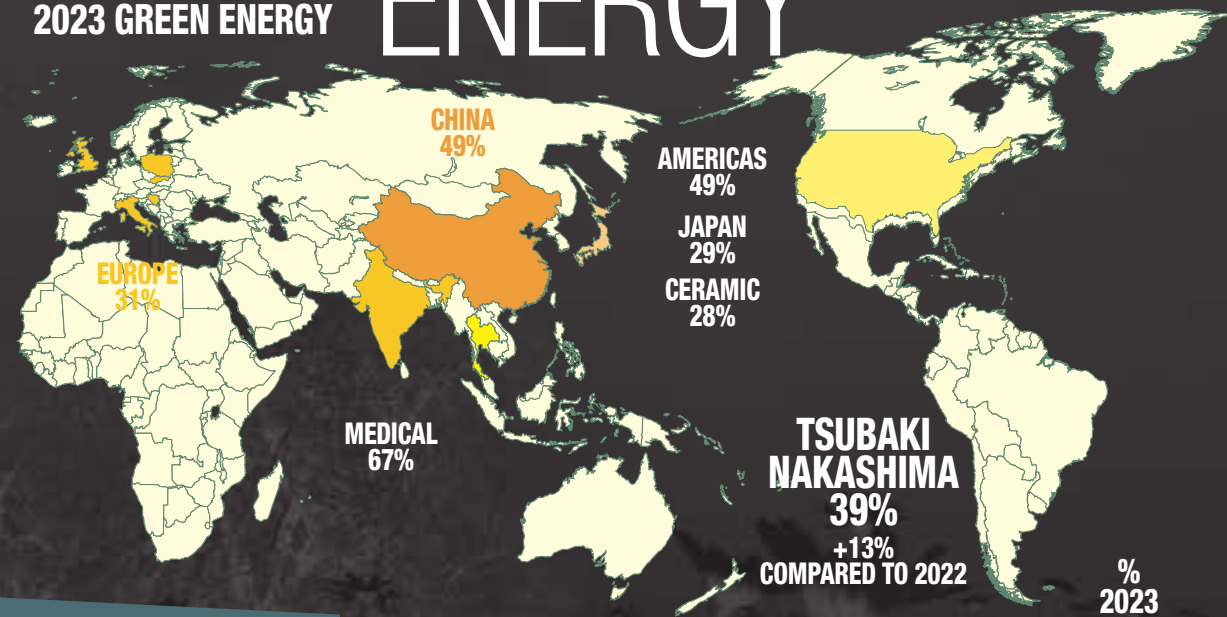 2023 GREEN ENERGY
ENERGY
CHINA
49%
AMERICAS
49%
JAPAN
29%
CERAMIC
28%
EUROPE
31%
MEDICAL
67%
TSUBAKI
NAKASHIMA
39%
+13%
COMPARED TO 2022
%
2023